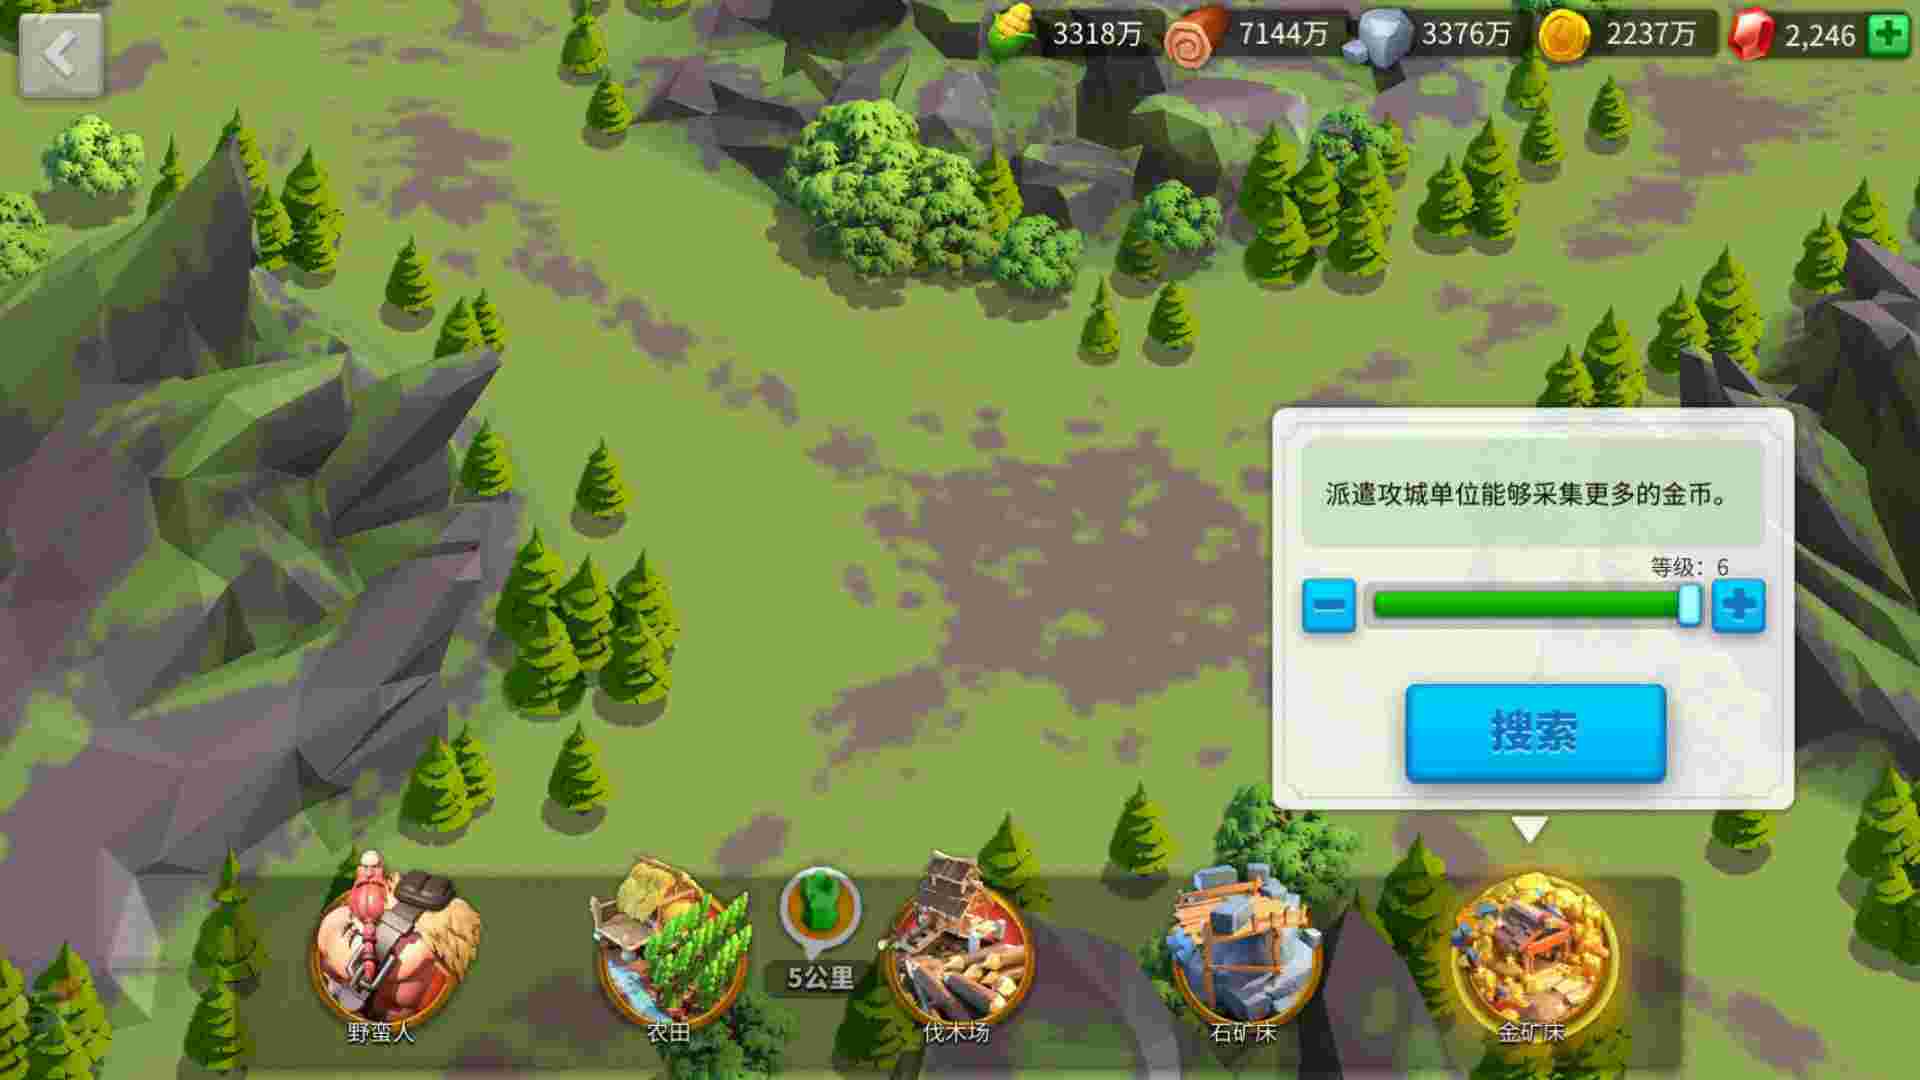 3318万
7144万
3376万
2237万
2,246
派遣攻城单位能够采集更多的金币。
等级：6
搜索
5公里
野蛮人
农田
伐木场
石矿床
金矿床